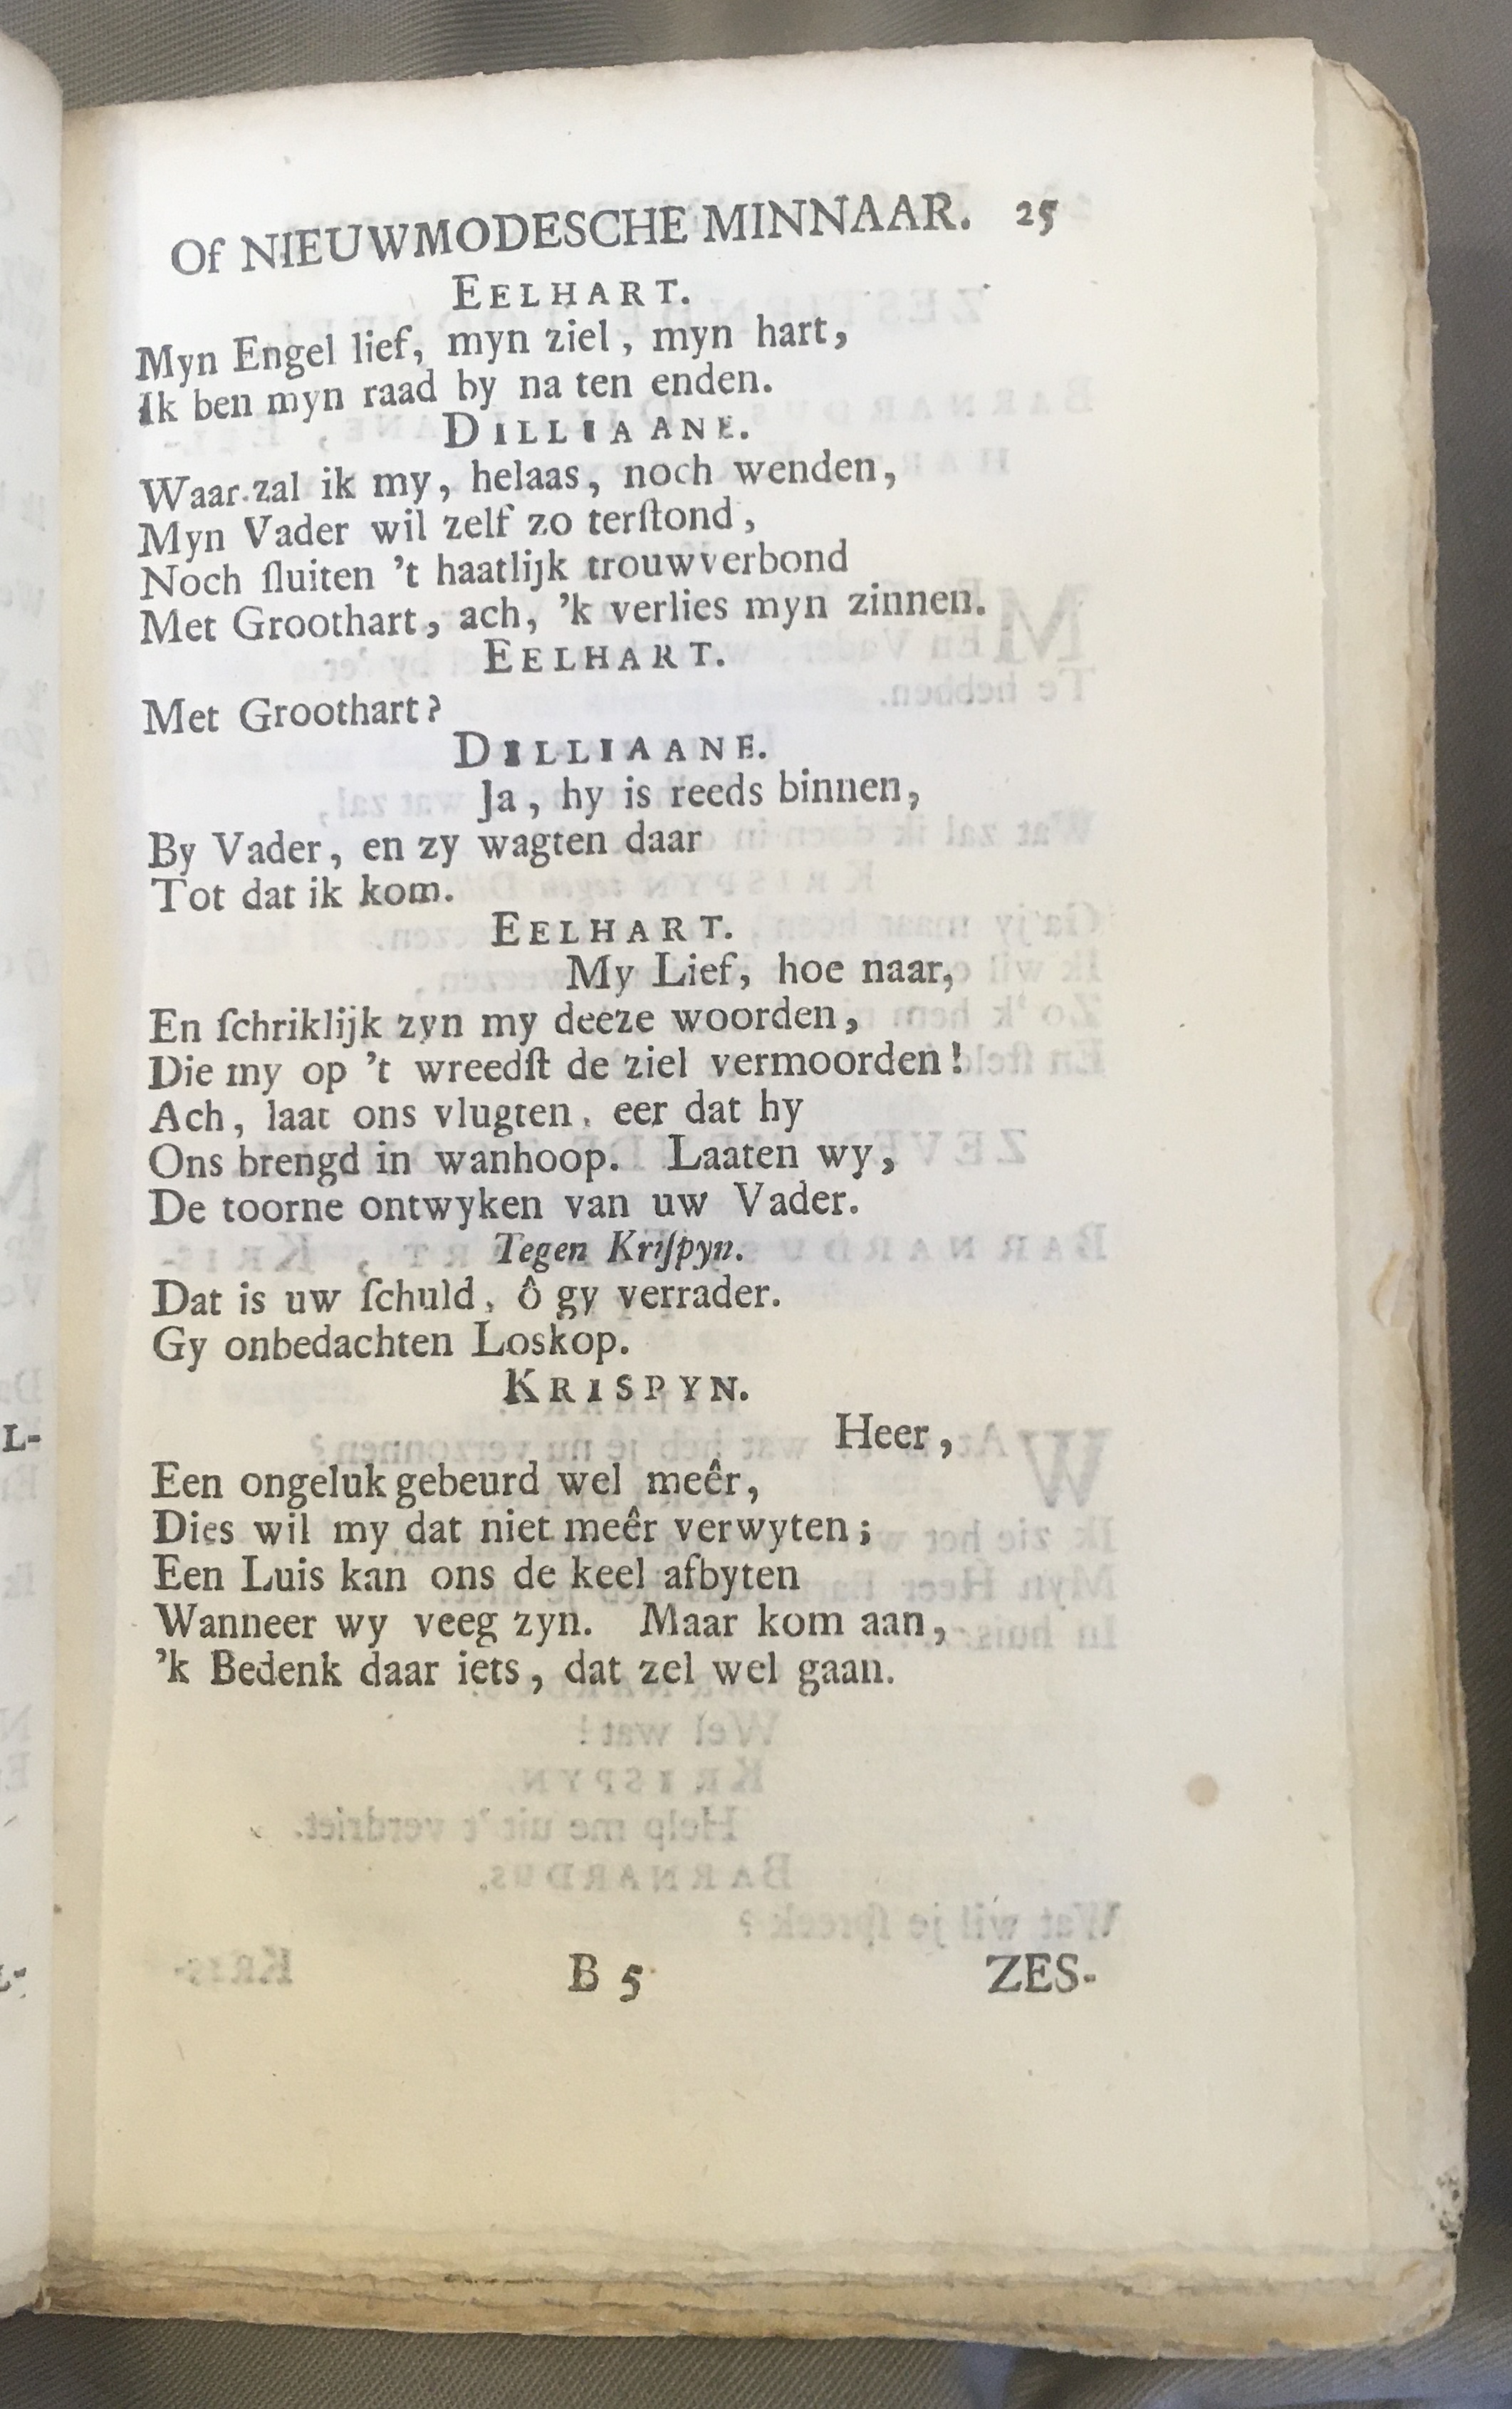 Of NIEUWMODESCHE MINNAAR. 25
EELHART.
Myn Engel lief, myn ziel, myn hart,
Ik ben myn raad by na ten enden.
DILLIAANE.
Waar zal ik my, helaas, noch wenden,
Myn Vader wil zelf zo terſtond,
Noch ſluiten 't haatlijk trouwverbond
Met Groothart, ach, 'k verlies myn zinnen.
EELHART.
Met Groothart?
DILLIAANE.
Ja, hy is reeds binnen,
By Vader, en zy wagten daar
Tot dat ik kom.
EELHART.
My Lief, hoe naar,
En ſchriklijk zyn my deeze woorden,
Die my op 't wreedſt de ziel vermoorden!
Ach, laat ons vlugten, eer dat hy
Ons brengd in wanhoop. Laaten wy,
De toorne ontwyken van uw Vader.
Tegen Kriſpyn.
Dat is uw ſchuld, ô gy verrader.
Gy onbedachten Loskop.
KRISPYN.
Heer,
Een ongeluk gebeurd wel meêr,
Dies wil my dat niet meêr verwyten;
Een Luis kan ons de keel afbyten
Wanneer wy veeg zyn. Maar kom aan,
'k Bedenk daar iets, dat zel wel gaan.
B 5 ZES-